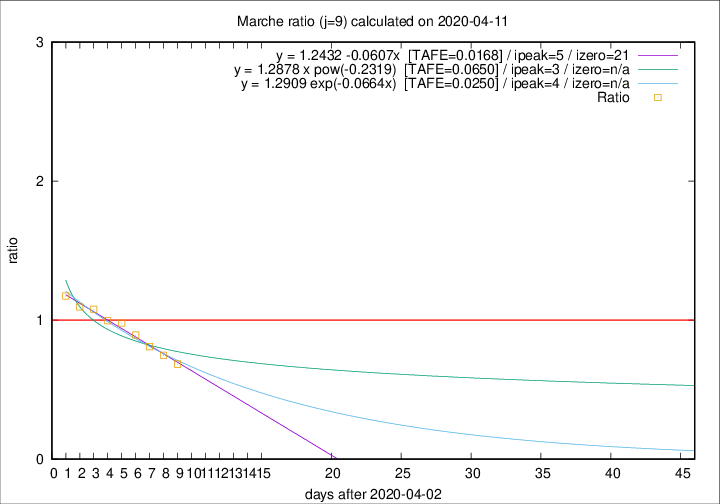 Marche ratio (j=9) calculated on 2020-04-11
y = 1.2432 -0.0607x [TAFE=0.0168] / ipeak=5 / izero=21
y = 1.2878 x pow(-0.2319) [TAFE=0.0650] / ipeak=3 / izero=n/a
y = 1.2909 exp(-0.0664x) [TAFE=0.0250] / ipeak=4 / izero=n/a
Ratio
3
2
1
0
ratio
0 1 2 3 4 5 6 7 8 9 10 11 12 13 14 15 20 25 30 35 40 45
days after 2020-04-02